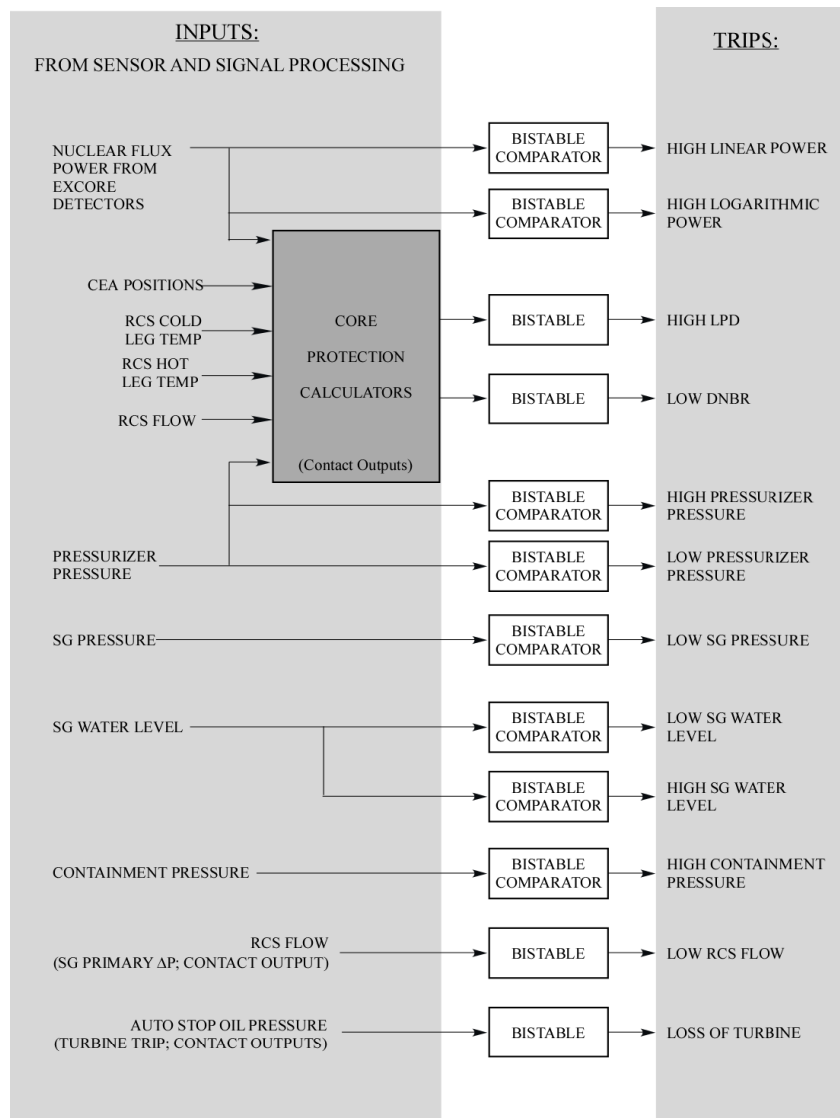 INPUTS:
FROM SENSOR AND SIGNAL PROCESSING
TRIPS:
NUCLEAR FLUX
POWER FROM
EXCORE
DETECTORS
BISTABLE
COMPARATOR
HIGH LINEAR POWER
BISTABLE
COMPARATOR
HIGH LOGARITHMIC
POWER
CEA POSITIONS
RCS COLD
LEG TEMP
RCS HOT
LEG TEMP
RCS FLOW
CORE
PROTECTION
CALCULATORS
(Contact Outputs)
BISTABLE
HIGH LPD
BISTABLE
LOW DNBR
PRESSURIZER
PRESSURE
BISTABLE
COMPARATOR
HIGH PRESSURIZER
PRESSURE
BISTABLE
COMPARATOR
LOW PRESSURIZER
PRESSURE
SG PRESSURE
BISTABLE
COMPARATOR
LOW SG PRESSURE
SG WATER LEVEL
BISTABLE
COMPARATOR
LOW SG WATER
LEVEL
BISTABLE
COMPARATOR
HIGH SG WATER
LEVEL
CONTAINMENT PRESSURE
BISTABLE
COMPARATOR
HIGH CONTAINMENT
PRESSURE
RCS FLOW
(SG PRIMARY ΔP; CONTACT OUTPUT)
BISTABLE
LOW RCS FLOW
AUTO STOP OIL PRESSURE
(TURBINE TRIP; CONTACT OUTPUTS)
BISTABLE
LOSS OF TURBINE